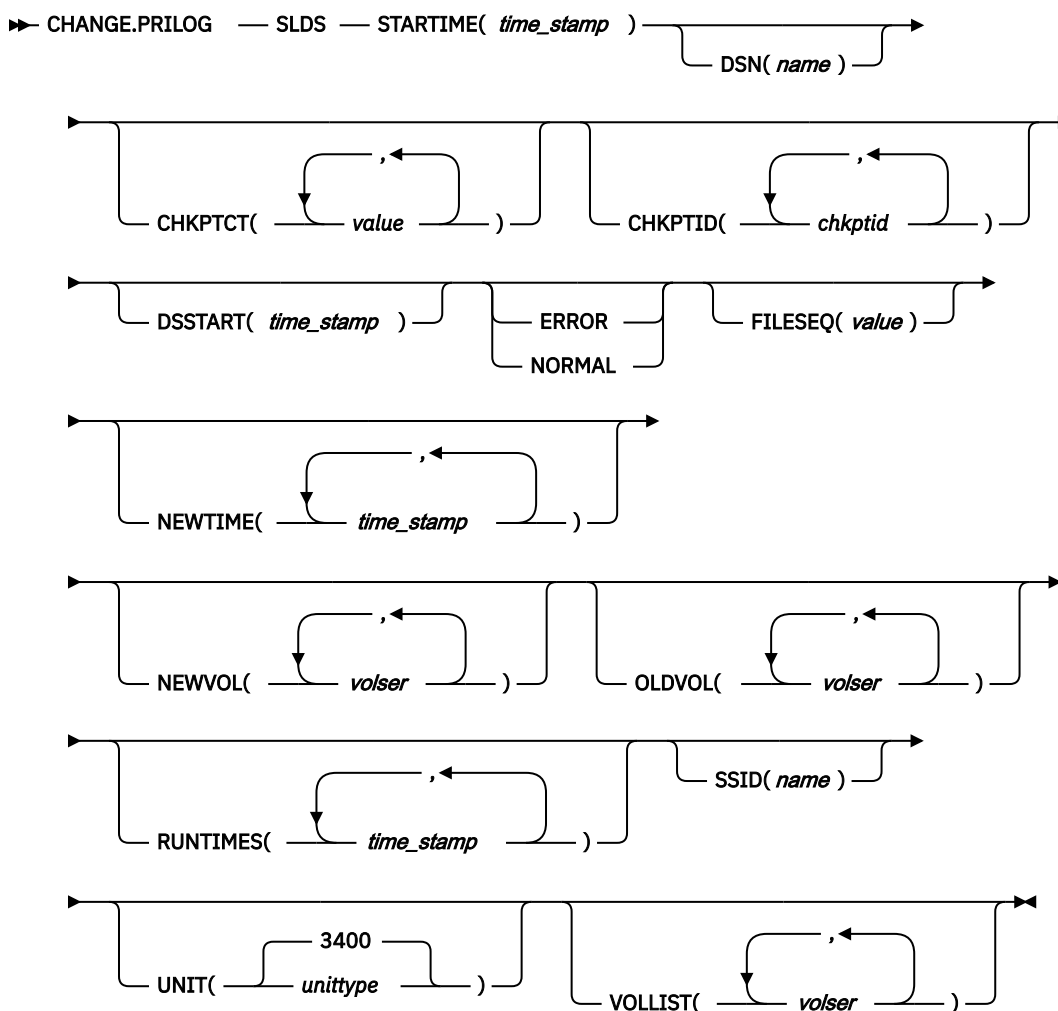 CHANGE.PRILOG SLDS STARTIME( time_stamp )
DSN( name )
,
,
CHKPTCT( value )
CHKPTID( chkptid )
DSSTART( time_stamp )
ERROR
FILESEQ( value )
NORMAL
,
NEWTIME( time_stamp )
,
,
NEWVOL( volser )
OLDVOL( volser )
,
SSID( name )
RUNTIMES( time_stamp )
3400
,
UNIT( unittype )
VOLLIST( volser )